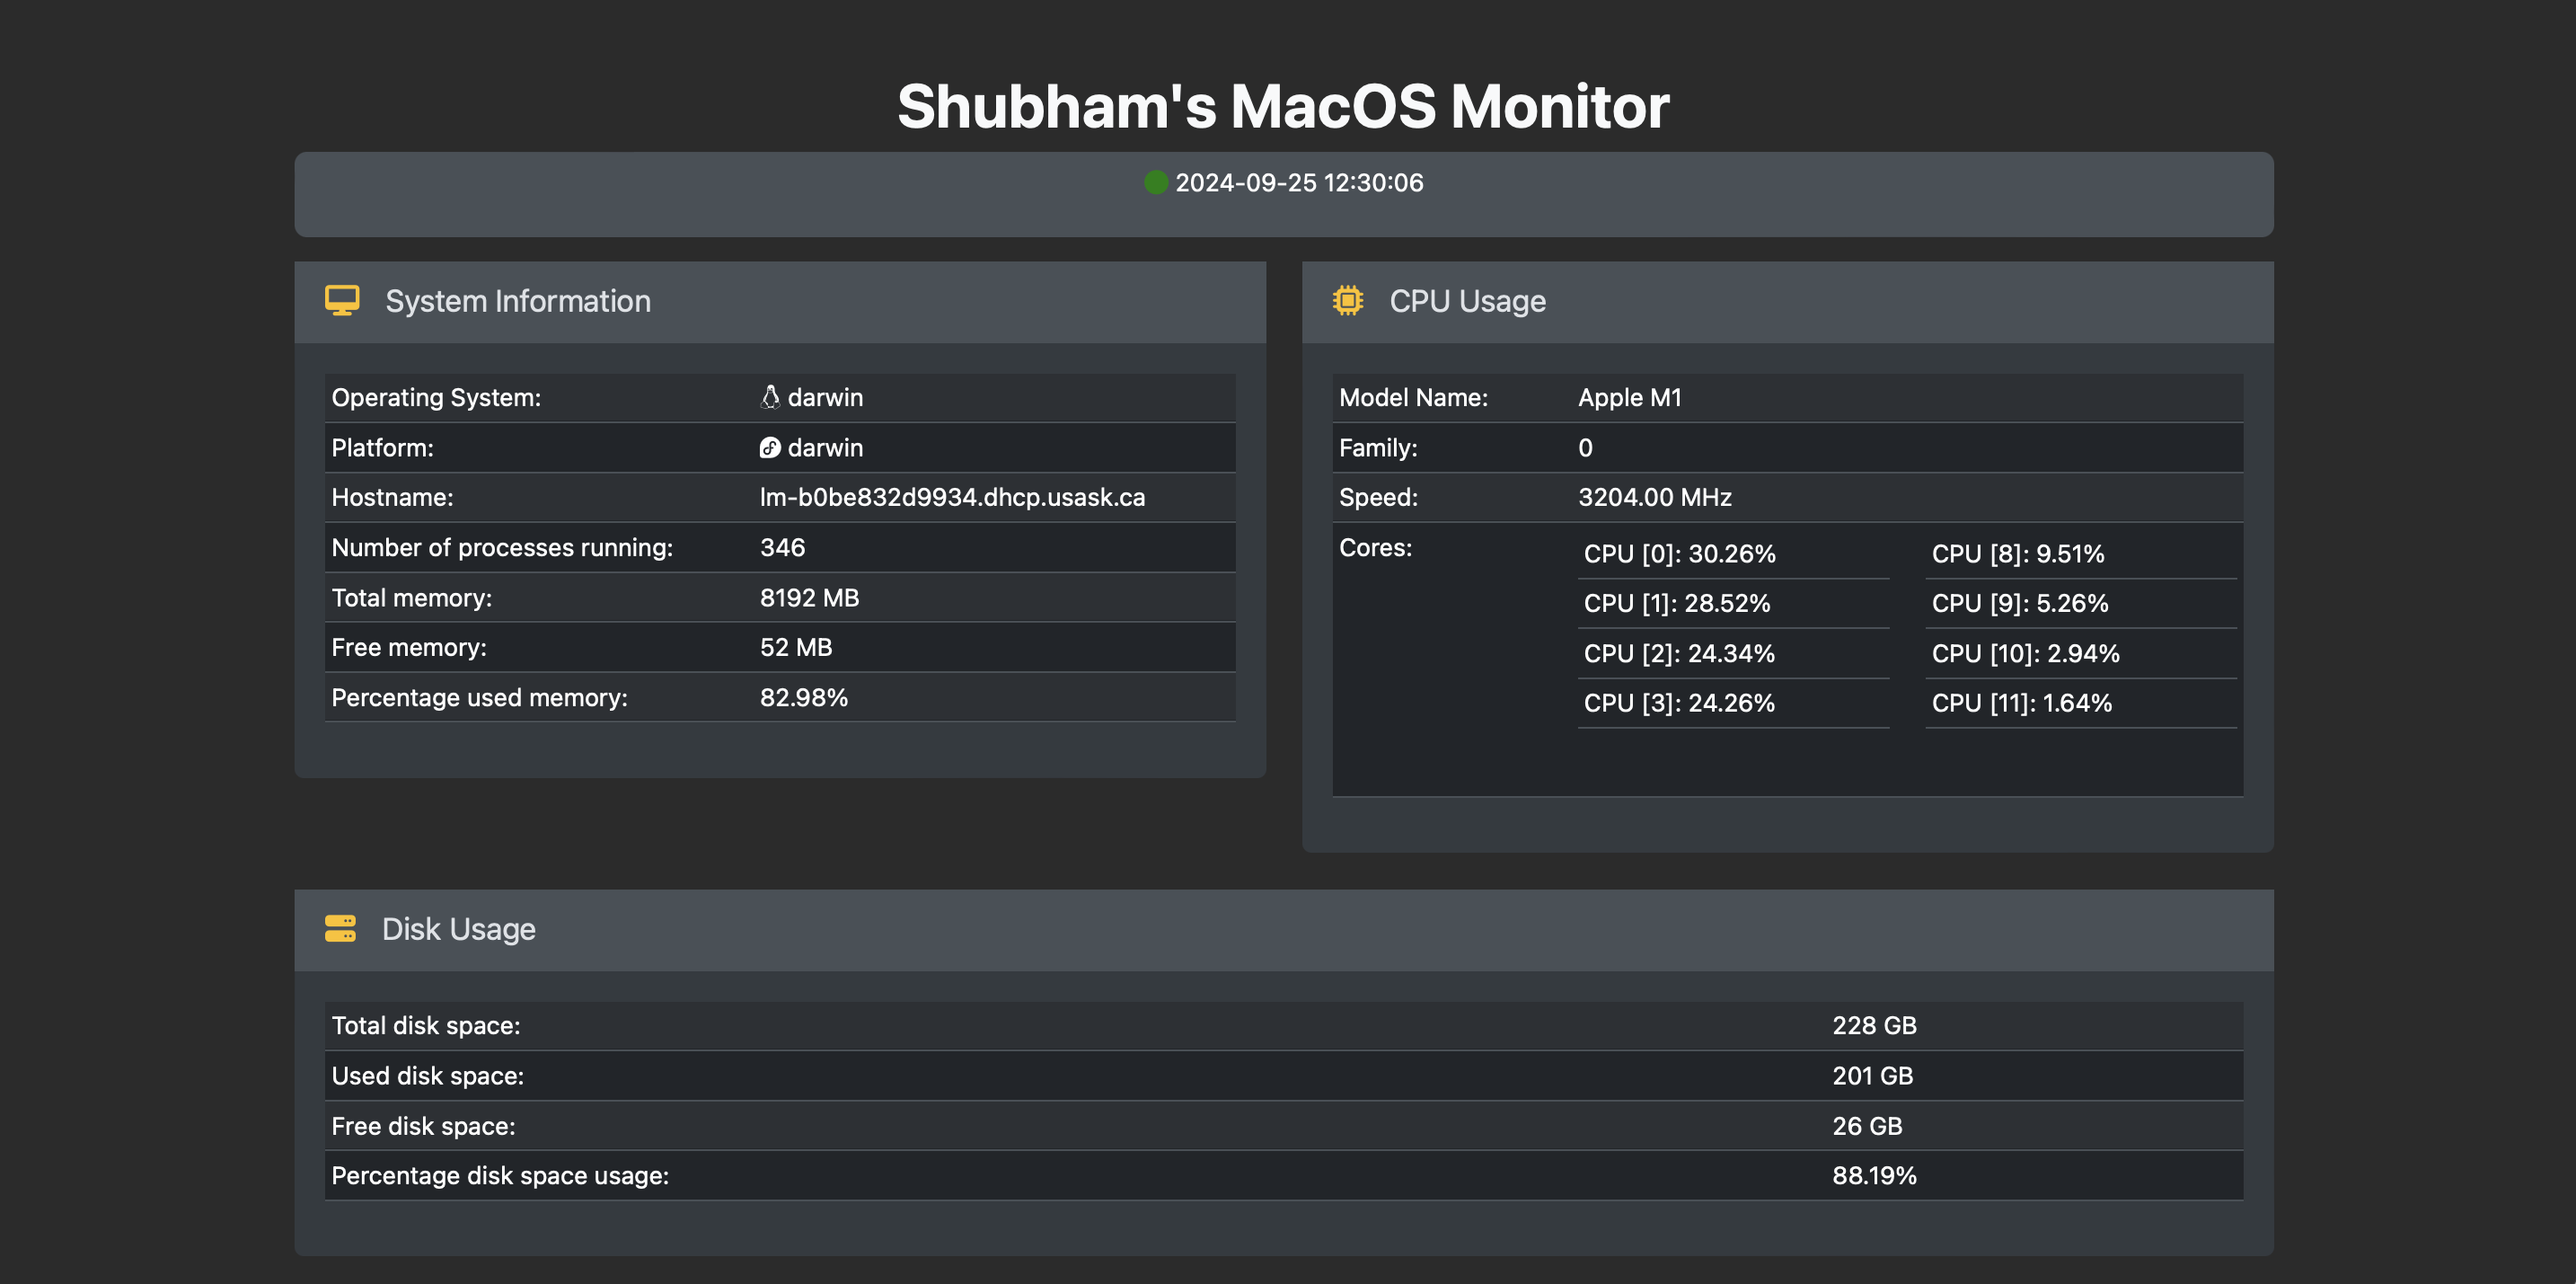 Shubham's MacOS Monitor
2024-09-25 12:30:06
System Information
Operating System: darwin
Platform: darwin
Hostname: lm-b0be832d9934.dhcp.usask.ca
Number of processes running: 346
Total memory: 8192 MB
Free memory: 52 MB
Percentage used memory: 82.98%
CPU Usage
Model Name: Apple M1
Family: 0
Speed: 3204.00 MHz
Cores:
CPU [0]: 30.26%
CPU [1]: 28.52%
CPU [2]: 24.34%
CPU [3]: 24.26%
CPU [8]: 9.51%
CPU [9]: 5.26%
CPU [10]: 2.94%
CPU [11]: 1.64%
Disk Usage
Total disk space: 228 GB
Used disk space: 201 GB
Free disk space: 26 GB
Percentage disk space usage: 88.19%